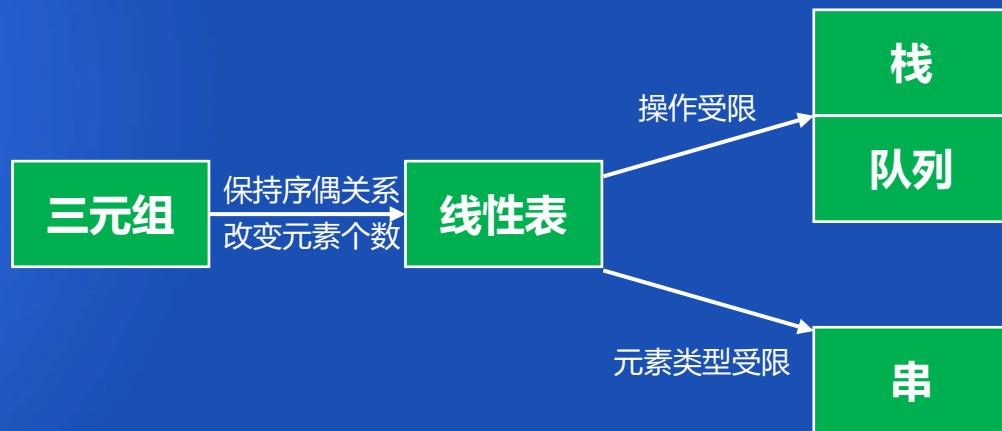 栈
操作受限
队列
三元组
保持序偶关系
改变元素个数
线性表
元素类型受限
串